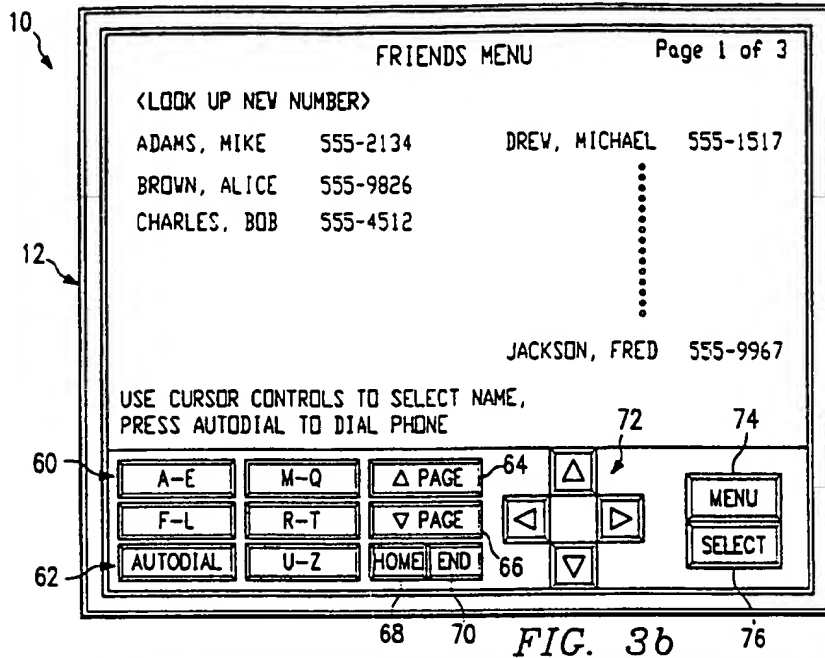 10
FRIENDS MENU Page 1 of 3
<LOOK UP NEW NUMBER>
ADAMS, MIKE 555-2134 DREW, MICHAEL 555-1517
BROWN, ALICE 555-9826
CHARLES, BOB 555-4512
12
JACKSON, FRED 555-9967
USE CURSOR CONTROLS TO SELECT NAME,
PRESS AUTODIAL TO DIAL PHONE
72 74
60 A-E M-Q △ PAGE 64 △ MENU
F-L R-T ▽ PAGE 66 ◁ ▷ SELECT
62 AUTODIAL U-Z HOME END ▽
68 70 FIG. 3b 76